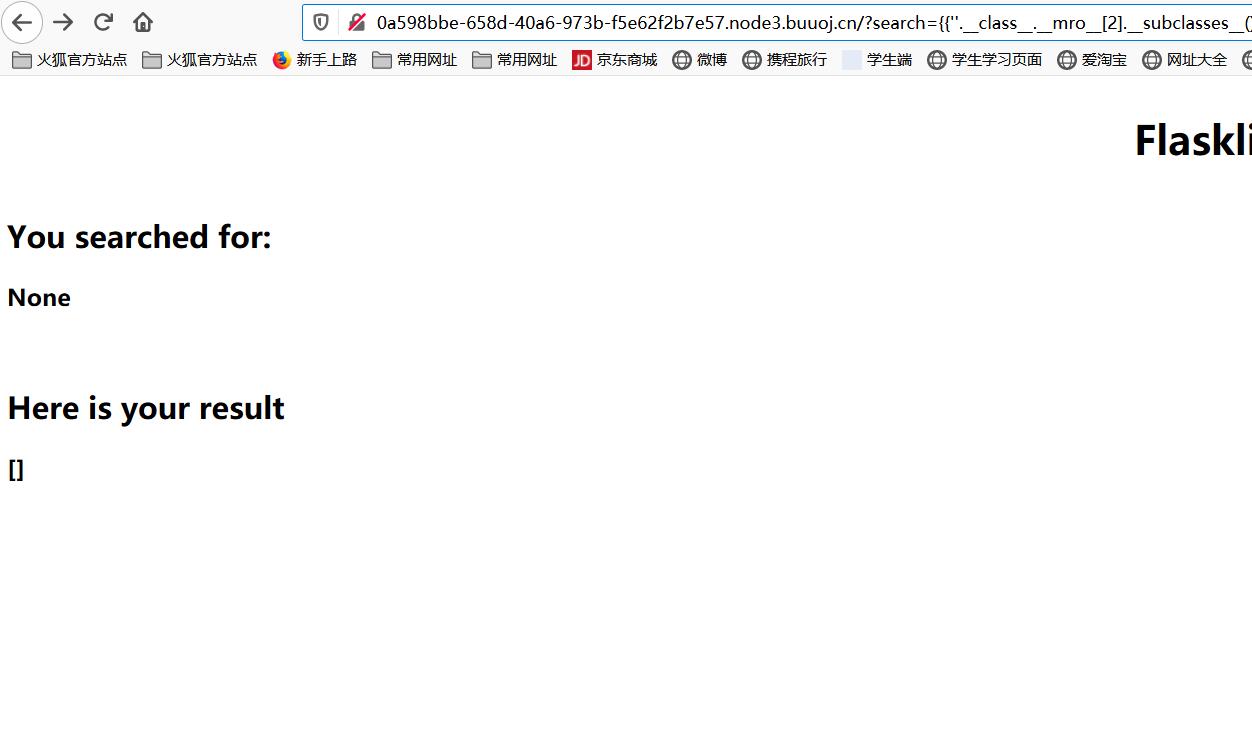 0a598bbe-658d-40a6-973b-f5e62f2b7e57.node3.buuoj.cn/?search={{''.__class__.__mro__[2].__subclasses__()
火狐官方站点 火狐官方站点 新手上路 常用网址 常用网址 JD 京东商城 微博 携程旅行 学生端 学生学习页面 爱淘宝 网址大全
Flaskli
You searched for:
None
Here is your result
[]